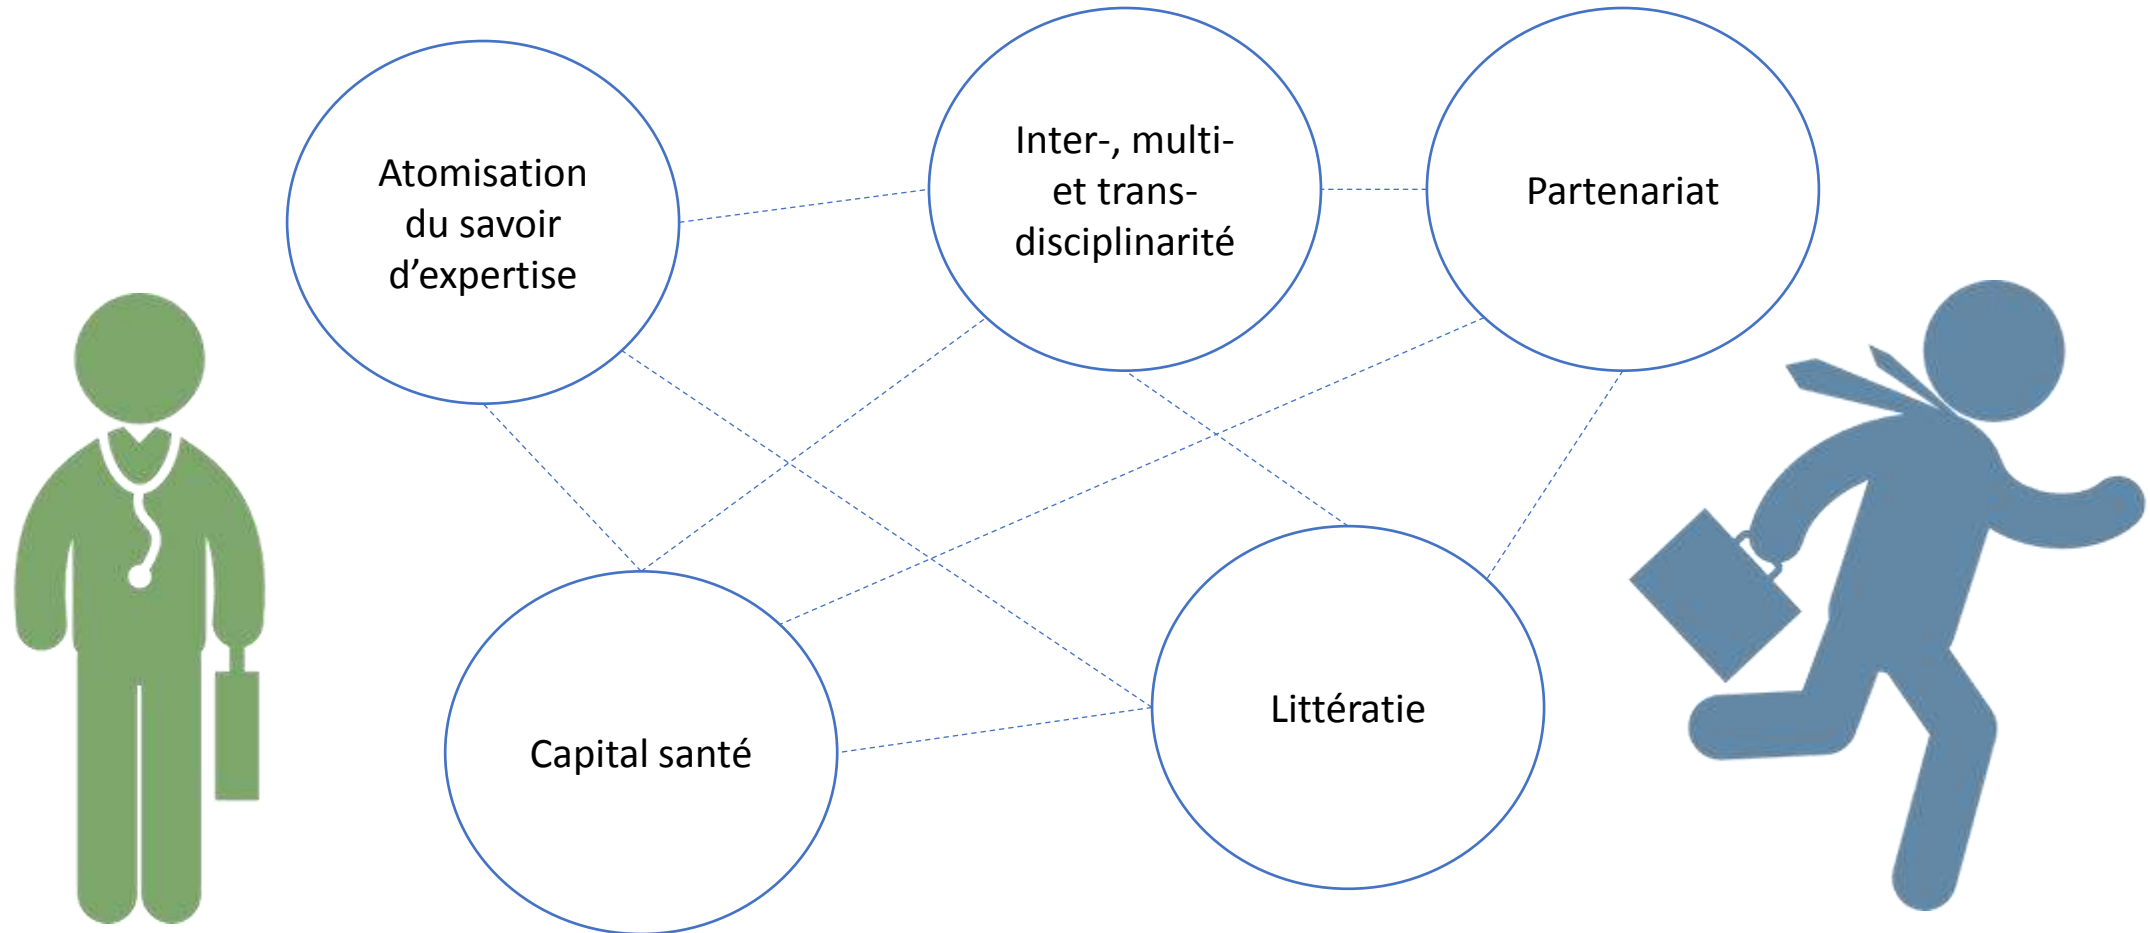 Atomisation
du savoir
d’expertise
Inter-, multi-
et trans-
disciplinarité
Partenariat
Capital santé
Littératie